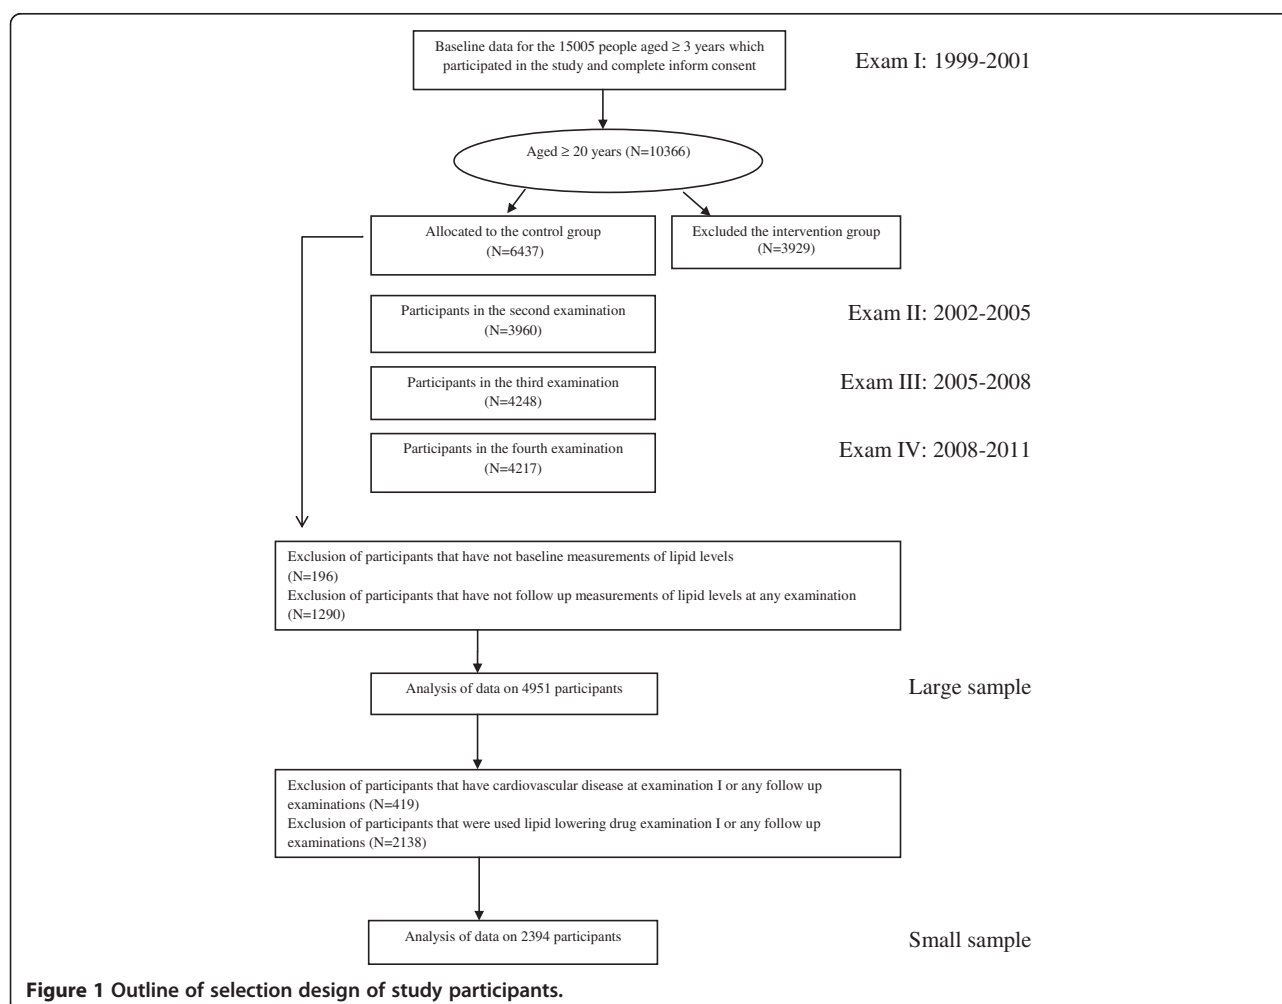 Baseline data for the 15005 people aged ≥ 3 years which
participated in the study and complete inform consent
Exam I: 1999-2001
Aged ≥ 20 years (N=10366)
Allocated to the control group
(N=6437)
Excluded the intervention group
(N=3929)
Participants in the second examination
(N=3960)
Exam II: 2002-2005
Participants in the third examination
(N=4248)
Exam III: 2005-2008
Participants in the fourth examination
(N=4217)
Exam IV: 2008-2011
Exclusion of participants that have not baseline measurements of lipid levels
(N=196)
Exclusion of participants that have not follow up measurements of lipid levels at any examination
(N=1290)
Analysis of data on 4951 participants
Large sample
Exclusion of participants that have cardiovascular disease at examination I or any follow up
examinations (N=419)
Exclusion of participants that were used lipid lowering drug examination I or any follow up
examinations (N=2138)
Analysis of data on 2394 participants
Small sample
Figure 1 Outline of selection design of study participants.